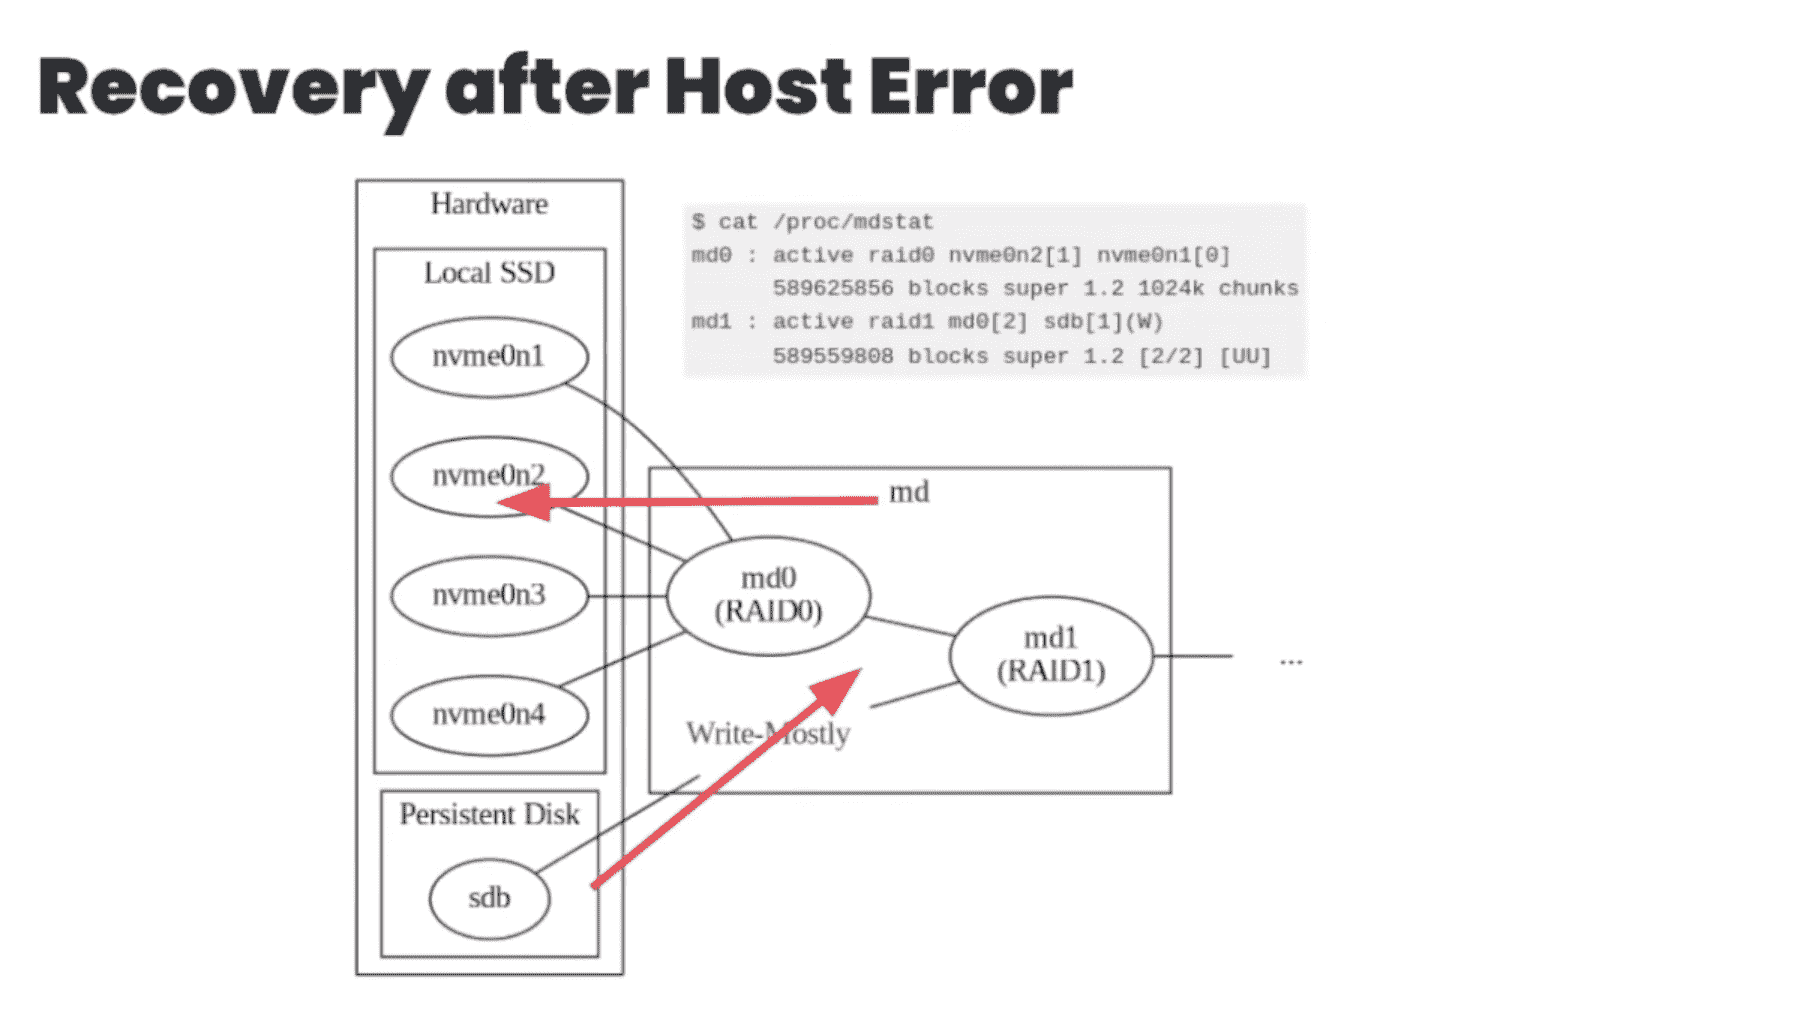 Recovery after Host Error
Hardware
Local SSD
nvme0n1
nvme0n2
nvme0n3
nvme0n4
Persistent Disk
sdb
$ cat /proc/mdstat
md0 : active raid0 nvme0n2[1] nvme0n1[0]
589625856 blocks super 1.2 1024k chunks
md1 : active raid1 md0[2] sdb[1](W)
589559808 blocks super 1.2 [2/2] [UU]
md
md0
(RAID0)
md1
(RAID1)
Write-Mostly
...